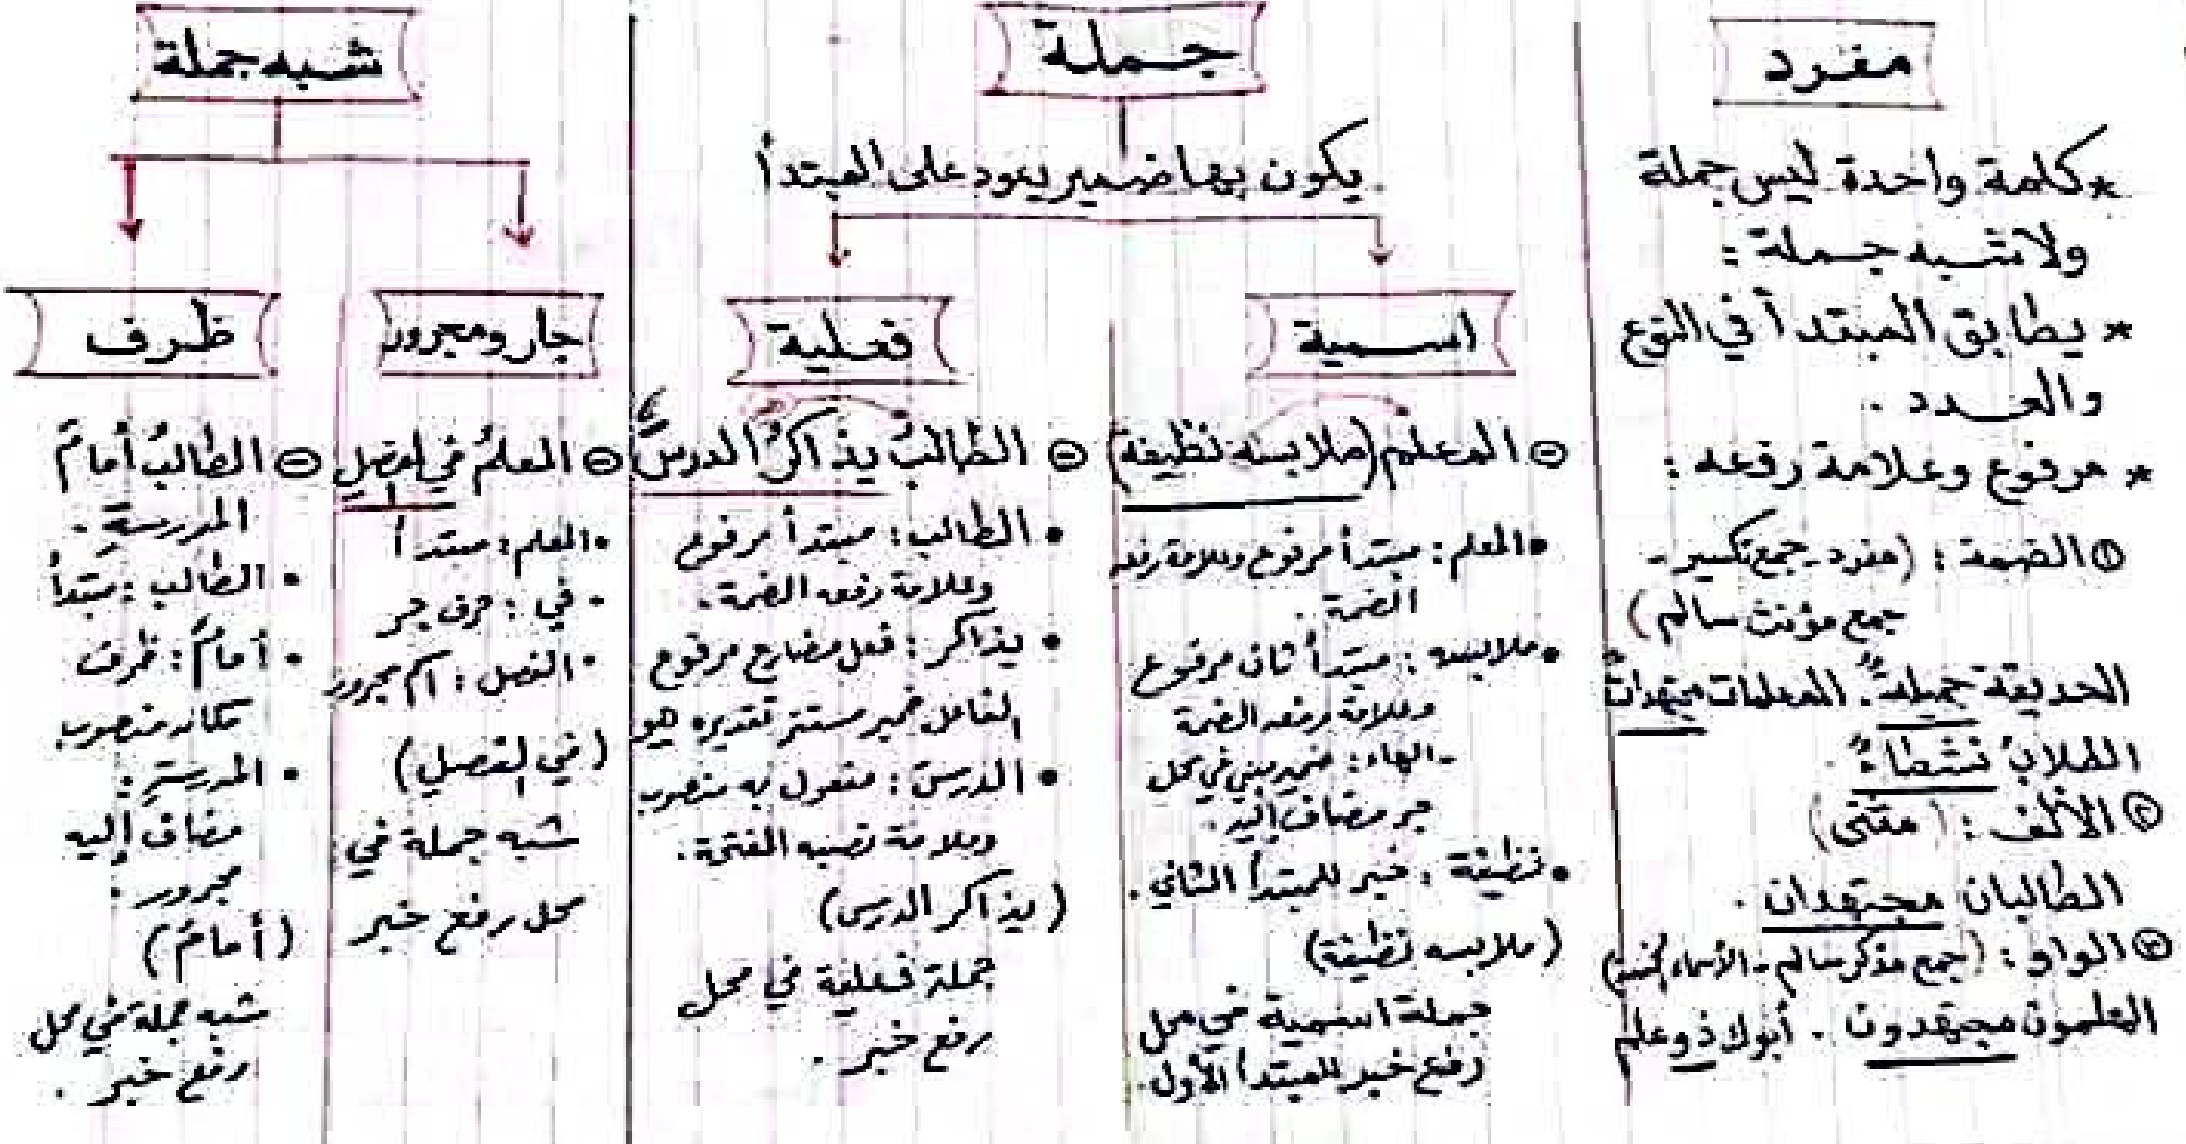 مفرد
*كلمة واحدة ليس جملة
ولا شبه جملة :
* يطابق المبتدأ في النوع
والعدد .
* مرفوع وعلامة رفعه :
① الضمة : (مفرد - جمع تكسير -
جمع مؤنث سالم)
الحديقة جميلةٌ . المعلمات مجتهداتٌ
الطلابُ نشطاءٌ .
② الألف : (مثنى)
الطالبان مجتهدان .
③ الواو : (جمع مذكر سالم - الأسماء الخمسة)
المعلمون مجتهدون . أبوك ذو علم
جملة
يكون بها ضمير يعود على المبتدأ
اسمية
⊖ المعلم (ملابسه نظيفة)
• المعلم : مبتدأ مرفوع وعلامة رفعه
الضمة .
• ملابسه : مبتدأ ثان مرفوع
وعلامة رفعه الضمة
- الهاء : ضمير مبني في محل
جر مضاف إليه .
• نظيفة : خبر للمبتدأ الثاني .
(ملابسه نظيفة)
جملة اسمية في محل
رفع خبر للمبتدأ الأول .
فعلية
⊖ الطالبُ يذاكرُ الدرسَ
• الطالب : مبتدأ مرفوع
وعلامة رفعه الضمة .
• يذاكر : فعل مضارع مرفوع
الفاعل ضمير مستتر تقديره هو
• الدرسَ : مفعول به منصوب
وعلامة نصبه الفتحة .
(يذاكر الدرس)
جملة فعلية في محل
رفع خبر .
شبه جملة
جار ومجرور
⊖ المعلمُ في الفصل
• المعلم : مبتدأ
• في : حرف جر
• الفصل : اسم مجرور
(في الفصل)
شبه جملة في
محل رفع خبر
ظرف
⊖ الطالبُ أمامَ
المدرسةِ .
• الطالب : مبتدأ
• أمامَ : ظرف
مكان منصوب
• المدرسةِ :
مضاف إليه
مجرور .
(أمامَ)
شبه جملة في محل
رفع خبر .